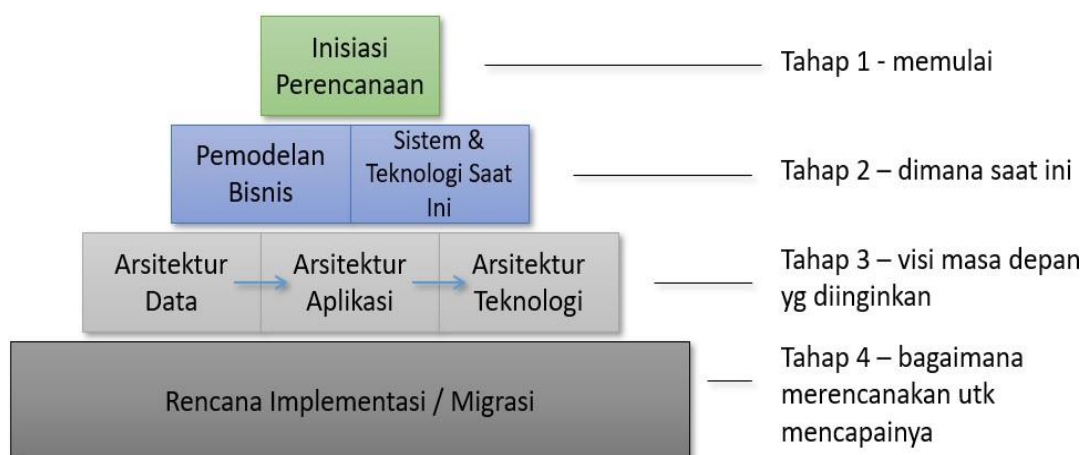 Inisiasi
Perencanaan
Tahap 1 - memulai
Pemodelan
Bisnis
Sistem &
Teknologi Saat
Ini
Tahap 2 – dimana saat ini
Arsitektur
Data
Arsitektur
Aplikasi
Arsitektur
Teknologi
Tahap 3 – visi masa depan
yg diinginkan
Rencana Implementasi / Migrasi
Tahap 4 – bagaimana
merencanakan utk
mencapainya